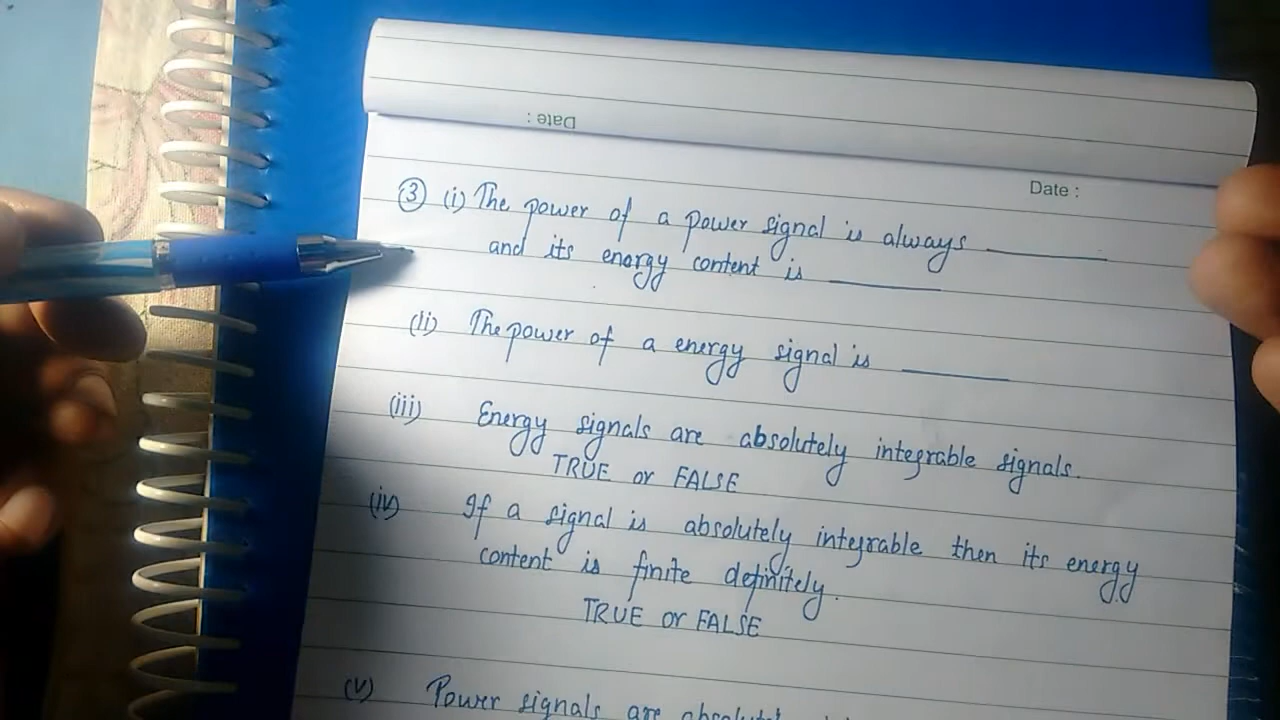 Date :
Date :
③ (i) The power of a power signal is always ______
and its energy content is ______
(ii) The power of a energy signal is ______
(iii) Energy signals are absolutely integrable signals.
TRUE or FALSE
(iv) If a signal is absolutely integrable then its energy
content is finite definitely.
TRUE or FALSE
(v) Power signals are